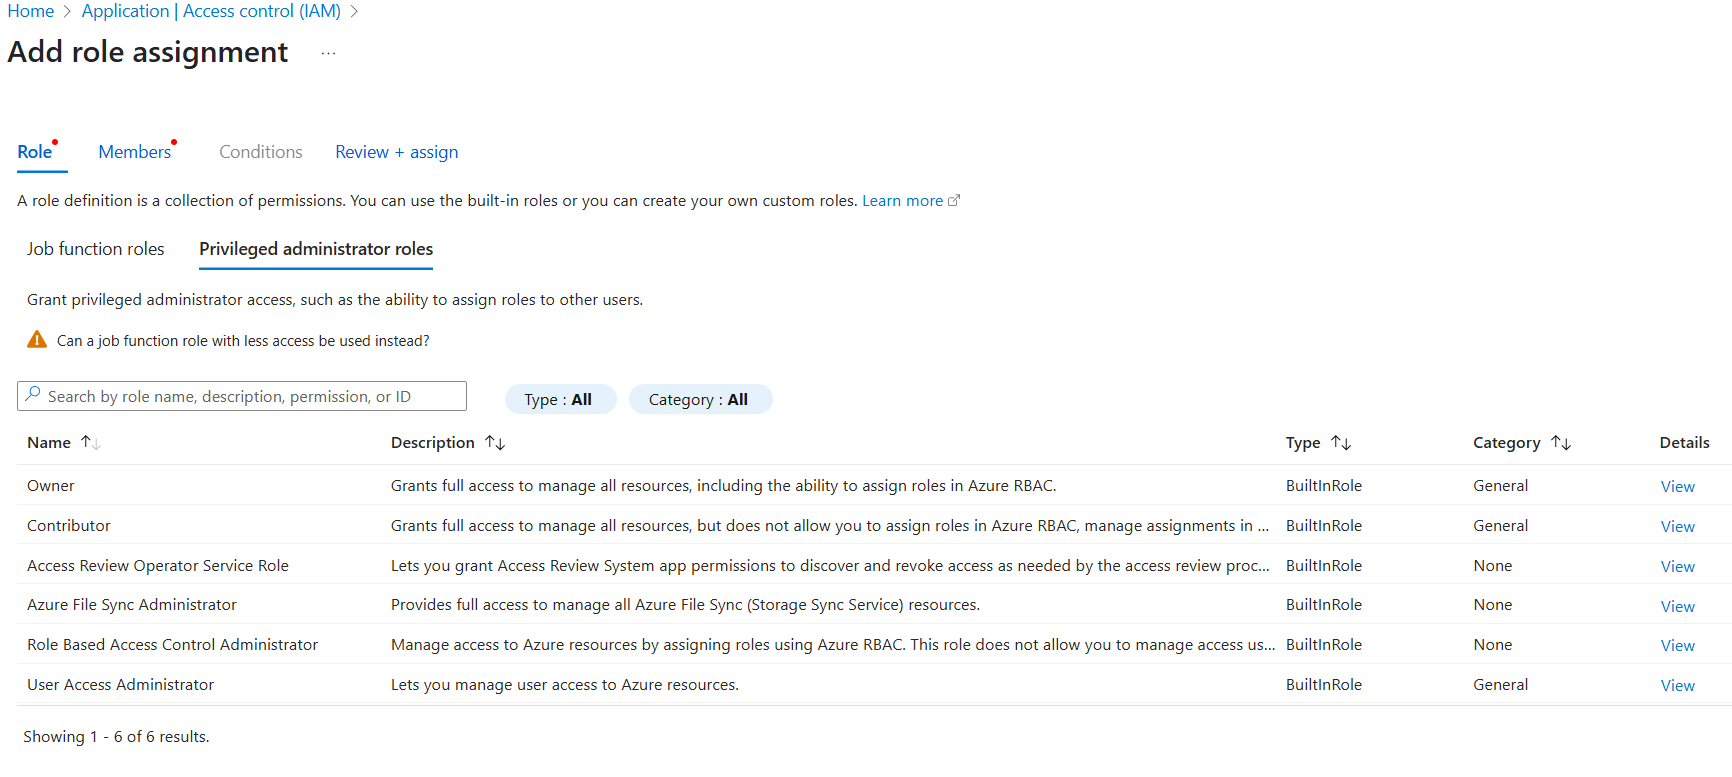 Home > Application | Access control (IAM) >
Add role assignment ...
Role Members Conditions Review + assign
A role definition is a collection of permissions. You can use the built-in roles or you can create your own custom roles. Learn more
Job function roles Privileged administrator roles
Grant privileged administrator access, such as the ability to assign roles to other users.
Can a job function role with less access be used instead?
Search by role name, description, permission, or ID Type : All Category : All
Name ↑↓ Description ↑↓ Type ↑↓ Category ↑↓ Details
Owner Grants full access to manage all resources, including the ability to assign roles in Azure RBAC. BuiltInRole General View
Contributor Grants full access to manage all resources, but does not allow you to assign roles in Azure RBAC, manage assignments in ... BuiltInRole General View
Access Review Operator Service Role Lets you grant Access Review System app permissions to discover and revoke access as needed by the access review proc... BuiltInRole None View
Azure File Sync Administrator Provides full access to manage all Azure File Sync (Storage Sync Service) resources. BuiltInRole None View
Role Based Access Control Administrator Manage access to Azure resources by assigning roles using Azure RBAC. This role does not allow you to manage access us... BuiltInRole None View
User Access Administrator Lets you manage user access to Azure resources. BuiltInRole General View
Showing 1 - 6 of 6 results.